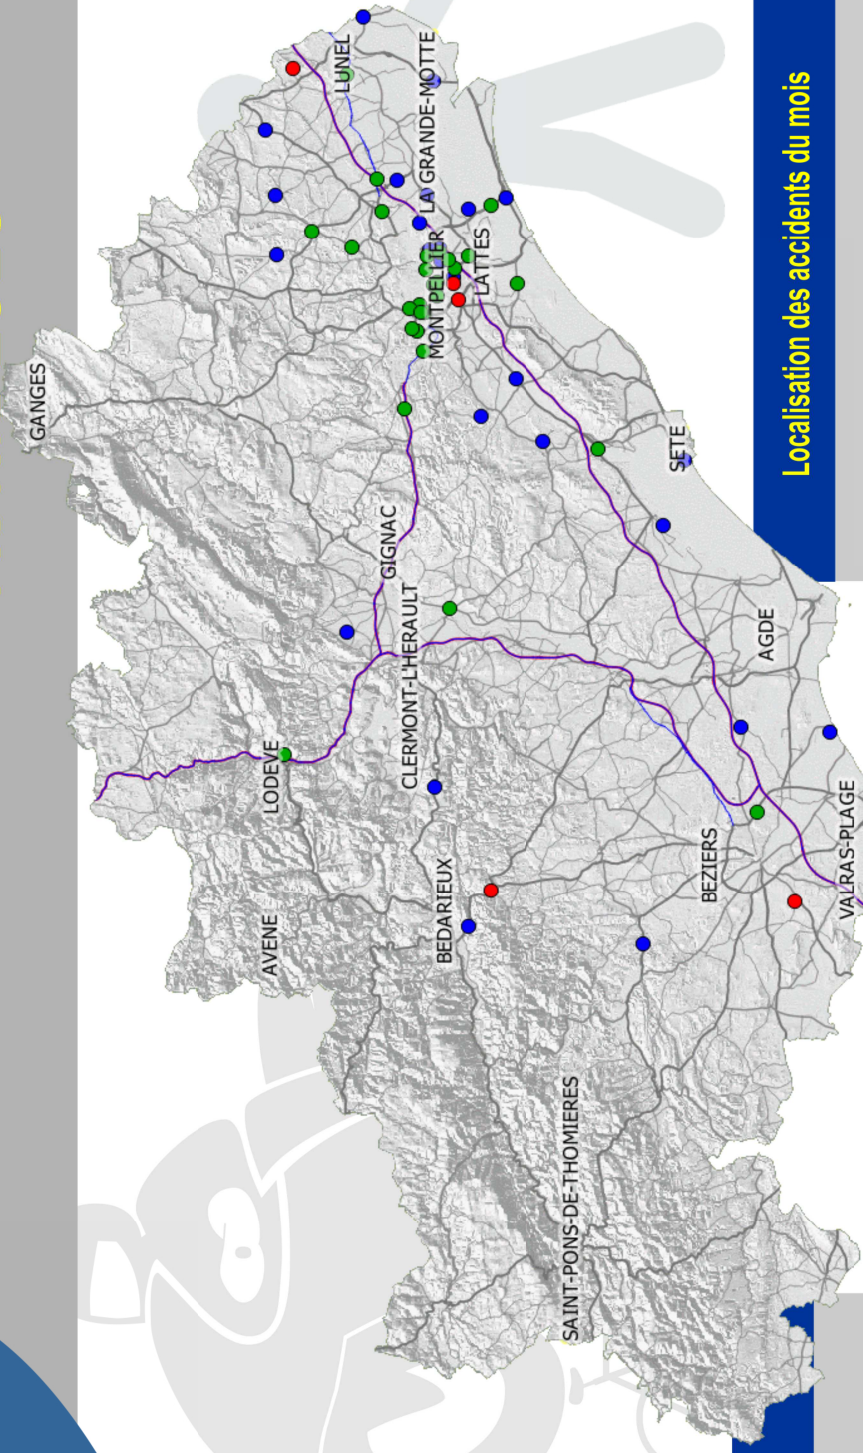 Localisation des accidents du mois
GANGES
LUNEL
LA GRANDE-MOTTE
MONTPELLIER
LATTES
GIGNAC
CLERMONT-L'HERAULT
LODEVE
SETE
AVENE
BEDARIEUX
AGDE
BEZIERS
VALRAS-PLAGE
SAINT-PONS-DE-THOMIERES